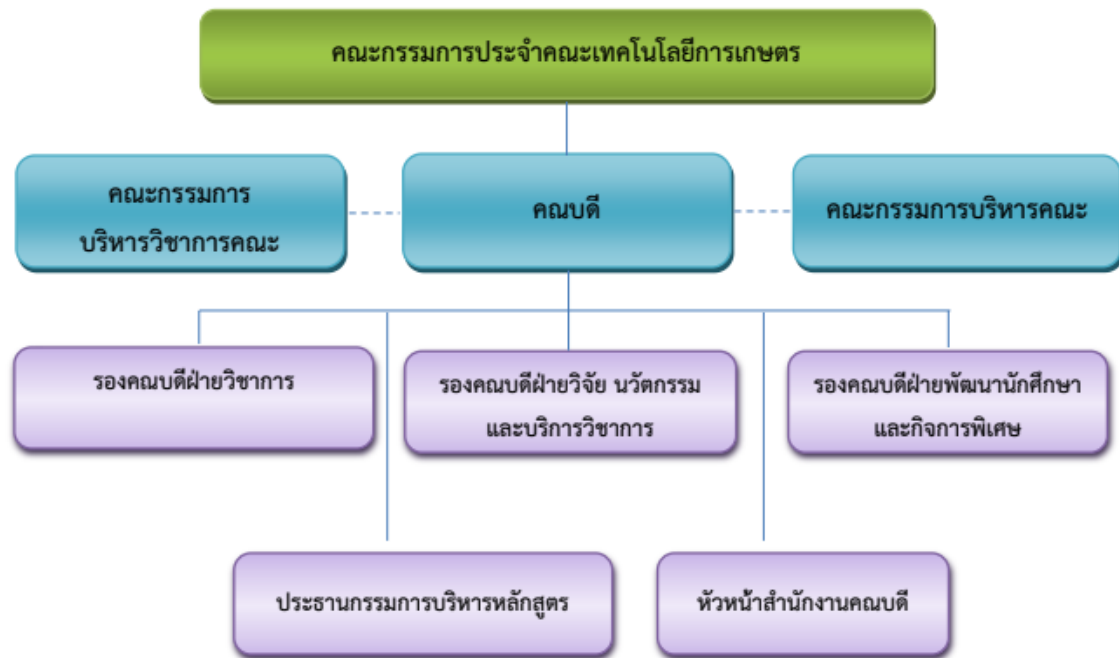 คณะกรรมการประจำคณะเทคโนโลยีการเกษตร
คณะกรรมการ
บริหารวิชาการคณะ
คณบดี
คณะกรรมการบริหารคณะ
รองคณบดีฝ่ายวิชาการ
รองคณบดีฝ่ายวิจัย นวัตกรรม
และบริการวิชาการ
รองคณบดีฝ่ายพัฒนานักศึกษา
และกิจการพิเศษ
ประธานกรรมการบริหารหลักสูตร
หัวหน้าสำนักงานคณบดี